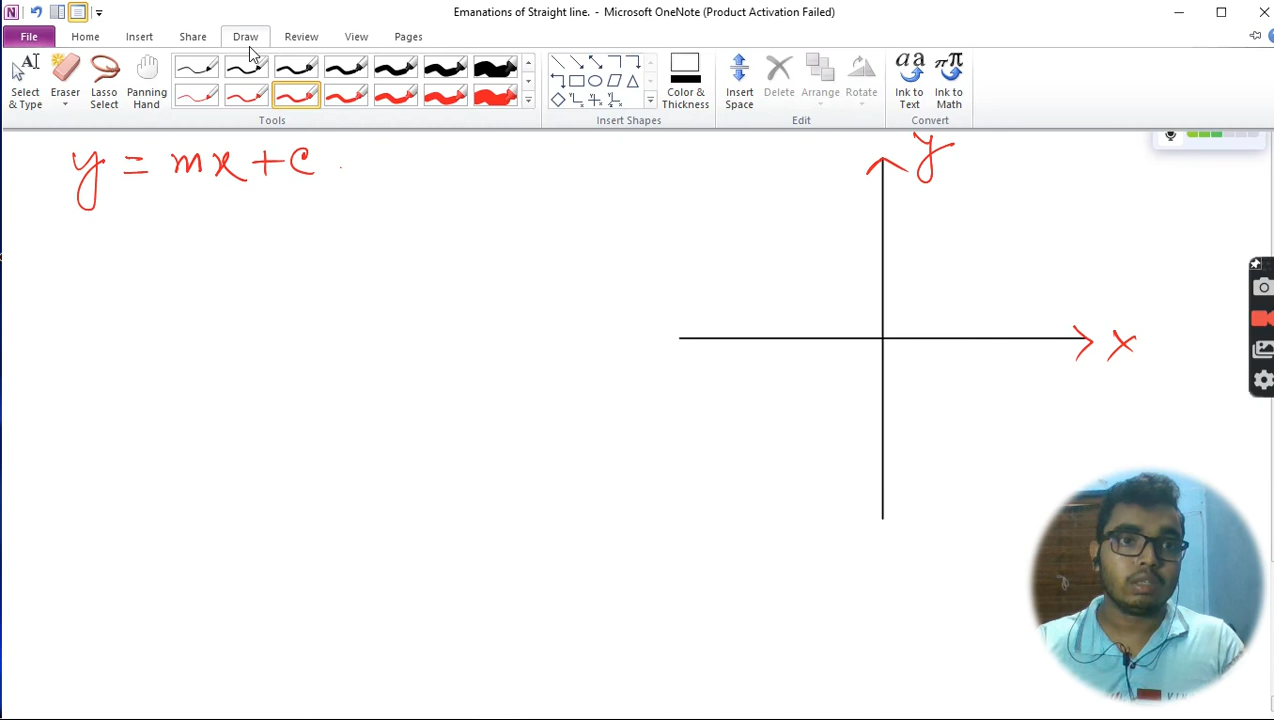 Emanations of Straight line. - Microsoft OneNote (Product Activation Failed)
File Home Insert Share Draw Review View Pages
Select & Type
Eraser
Lasso Select
Panning Hand
Color & Thickness
Insert Space
Delete
Arrange
Rotate
Ink to Text
Ink to Math
Tools
Insert Shapes
Edit
Convert
y = mx + c
y
x